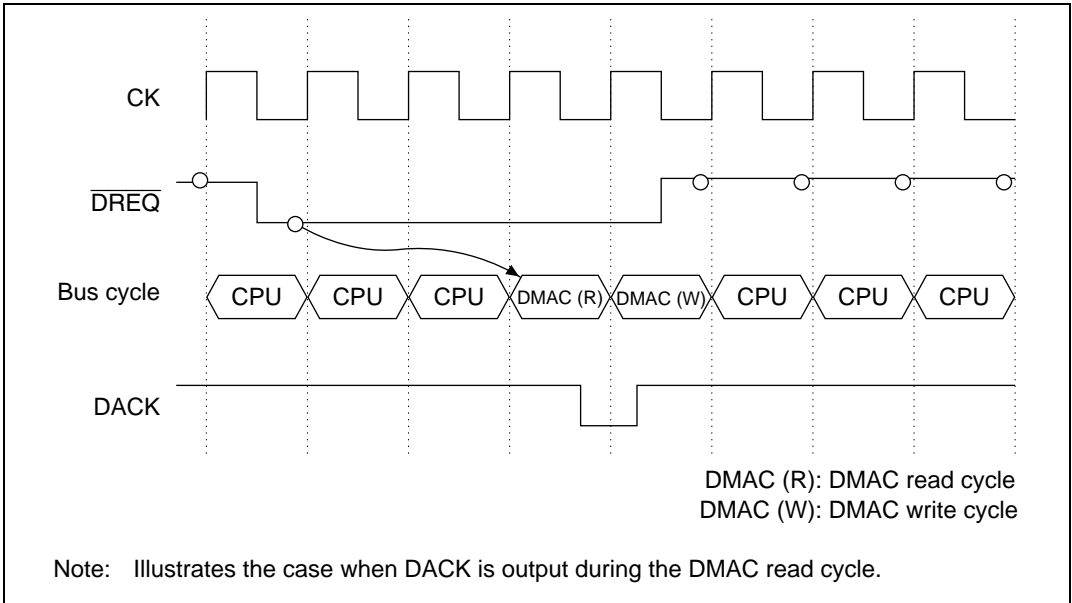 CK
DREQ
Bus cycle CPU CPU CPU DMAC (R) DMAC (W) CPU CPU CPU
DACK
DMAC (R): DMAC read cycle
DMAC (W): DMAC write cycle
Note: Illustrates the case when DACK is output during the DMAC read cycle.